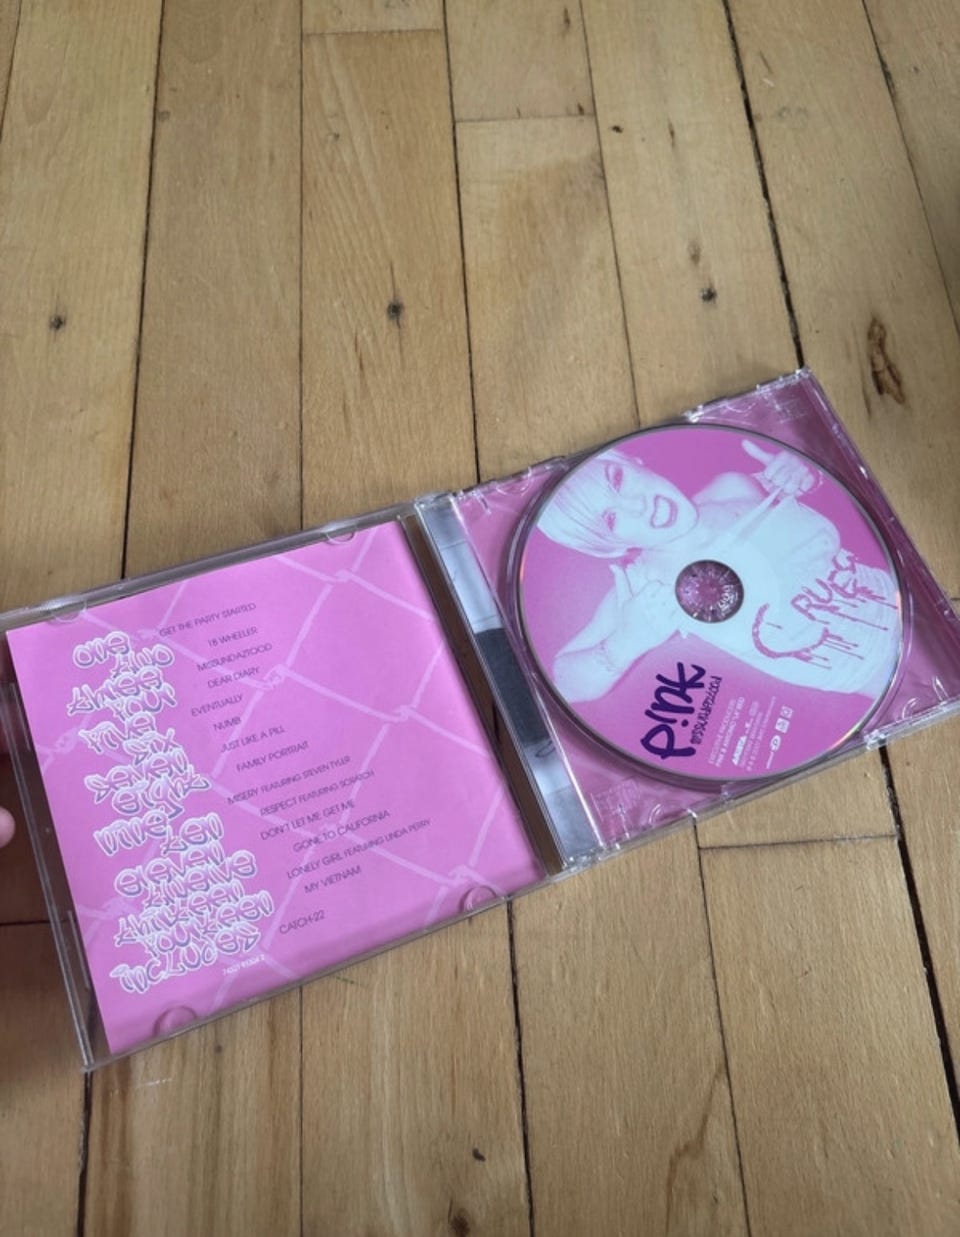 ONE
GET THE PARTY STARTED
TWO
18 WHEELER
THREE
M!SSUNDAZTOOD
FOUR
DEAR DIARY
FIVE
EVENTUALLY
SIX
NUMB
SEVEN
JUST LIKE A PILL
EIGHT
FAMILY PORTRAIT
NINE
MISERY FEATURING STEVEN TYLER
TEN
RESPECT FEATURING SCRATCH
ELEVEN
DON'T LET ME GET ME
TWELVE
GONE TO CALIFORNIA
THIRTEEN
LONELY GIRL FEATURING LINDA PERRY
FOURTEEN
MY VIETNAM
INCLUDES
CATCH-22
P!nk
M!SSUNDAZTOOD
ARISTA